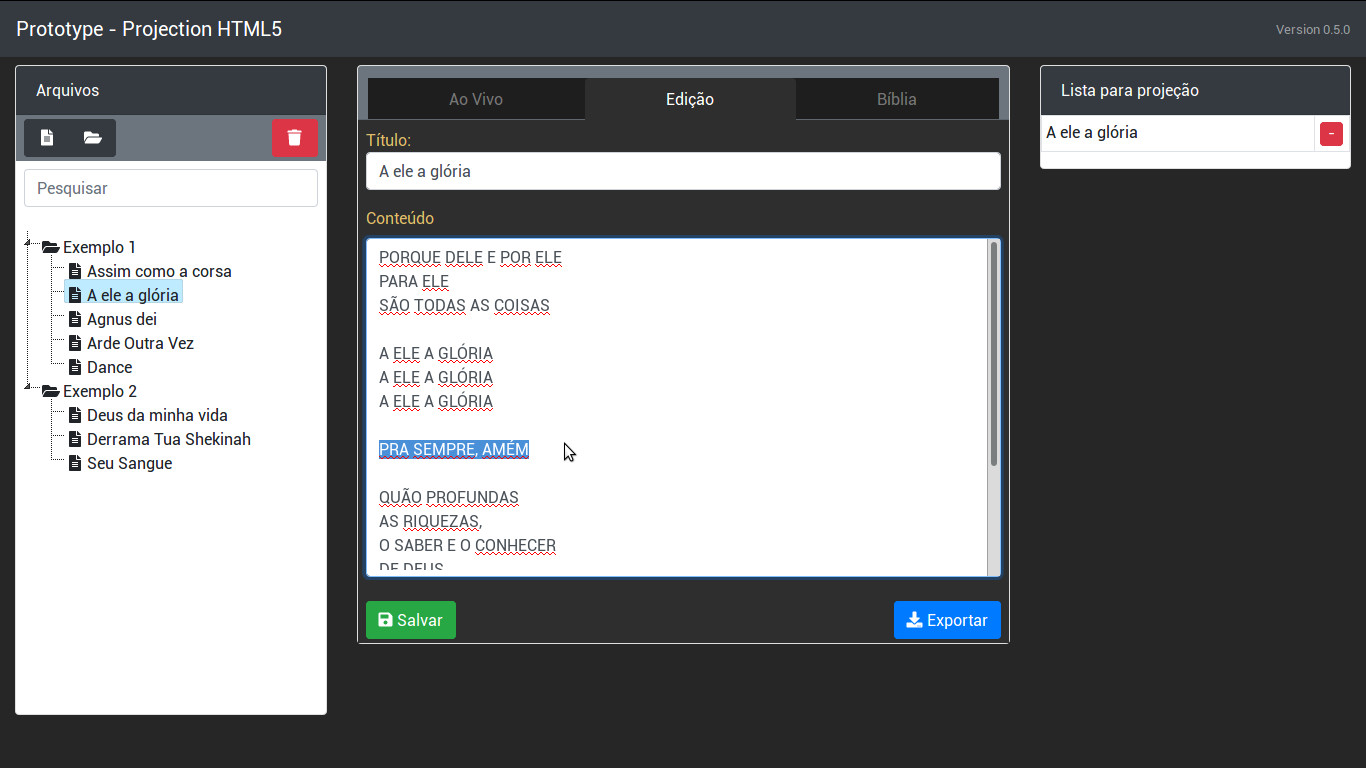 Prototype - Projection HTML5
Version 0.5.0
Arquivos
Pesquisar
Exemplo 1
Assim como a corsa
A ele a glória
Agnus dei
Arde Outra Vez
Dance
Exemplo 2
Deus da minha vida
Derrama Tua Shekinah
Seu Sangue
Ao Vivo
Edição
Bíblia
Título:
A ele a glória
Conteúdo
PORQUE DELE E POR ELE
PARA ELE
SÃO TODAS AS COISAS
A ELE A GLÓRIA
A ELE A GLÓRIA
A ELE A GLÓRIA
PRA SEMPRE, AMÉM
QUÃO PROFUNDAS
AS RIQUEZAS,
O SABER E O CONHECER
DE DEUS
Salvar
Exportar
Lista para projeção
A ele a glória
-